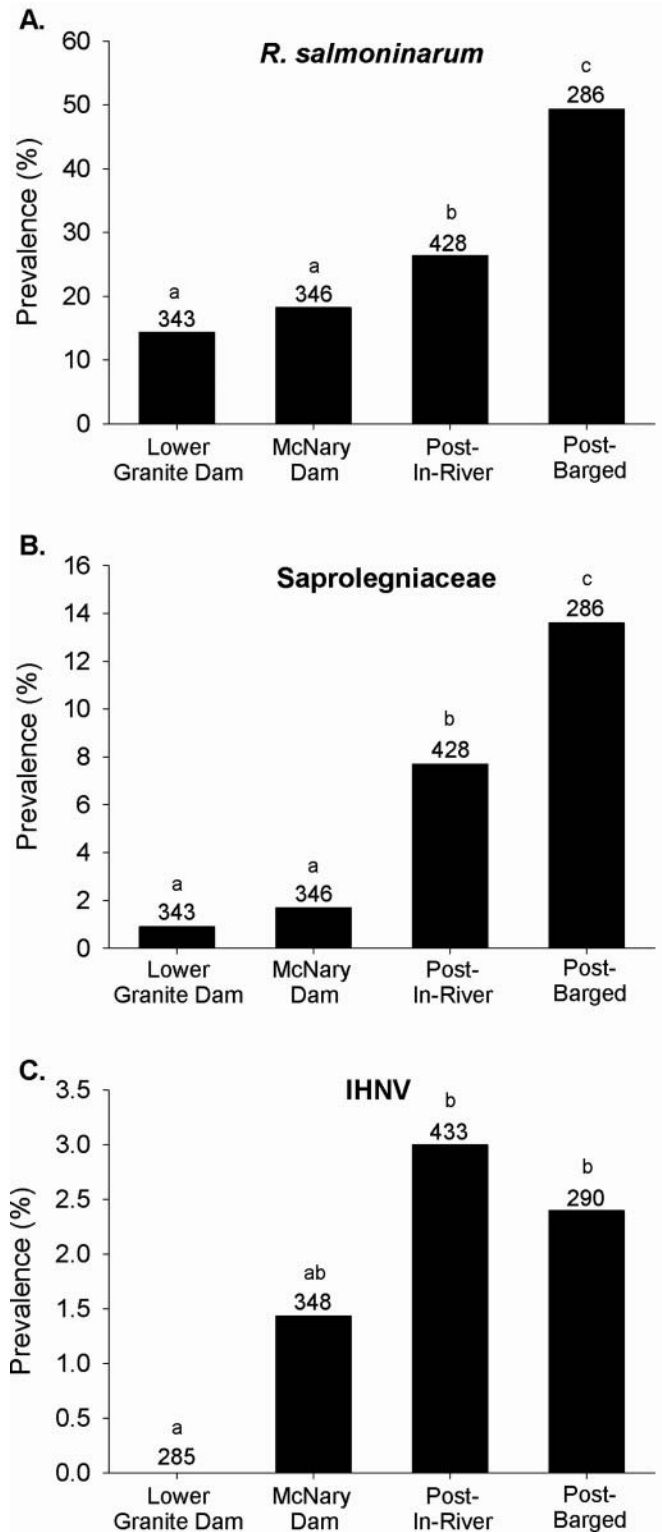 A.
R. salmoninarum
Prevalence (%)
60
50
40
30
20
10
0
a
343
a
346
b
428
c
286
Lower
Granite Dam
McNary
Dam
Post-
In-River
Post-
Barged
B.
Saprolegniaceae
Prevalence (%)
16
14
12
10
8
6
4
2
0
a
343
a
346
b
428
c
286
Lower
Granite Dam
McNary
Dam
Post-
In-River
Post-
Barged
C.
IHNV
Prevalence (%)
3.5
3.0
2.5
2.0
1.5
1.0
0.5
0.0
a
285
ab
348
b
433
b
290
Lower
Granite Dam
McNary
Dam
Post-
In-River
Post-
Barged